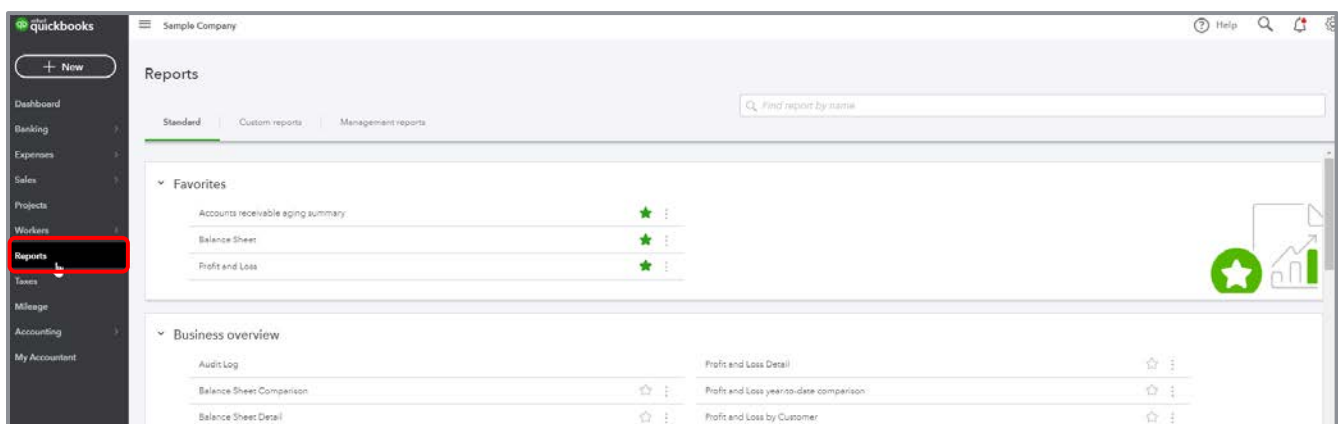 intuit quickbooks
Sample Company
Help
+ New
Reports
Find report by name
Standard
Custom reports
Management reports
Dashboard
Banking
Expenses
Sales
Projects
Workers
Reports
Taxes
Mileage
Accounting
My Accountant
Favorites
Accounts receivable aging summary
Balance Sheet
Profit and Loss
Business overview
Audit Log
Profit and Loss Detail
Balance Sheet Comparison
Profit and Loss year-to-date comparison
Balance Sheet Detail
Profit and Loss by Customer